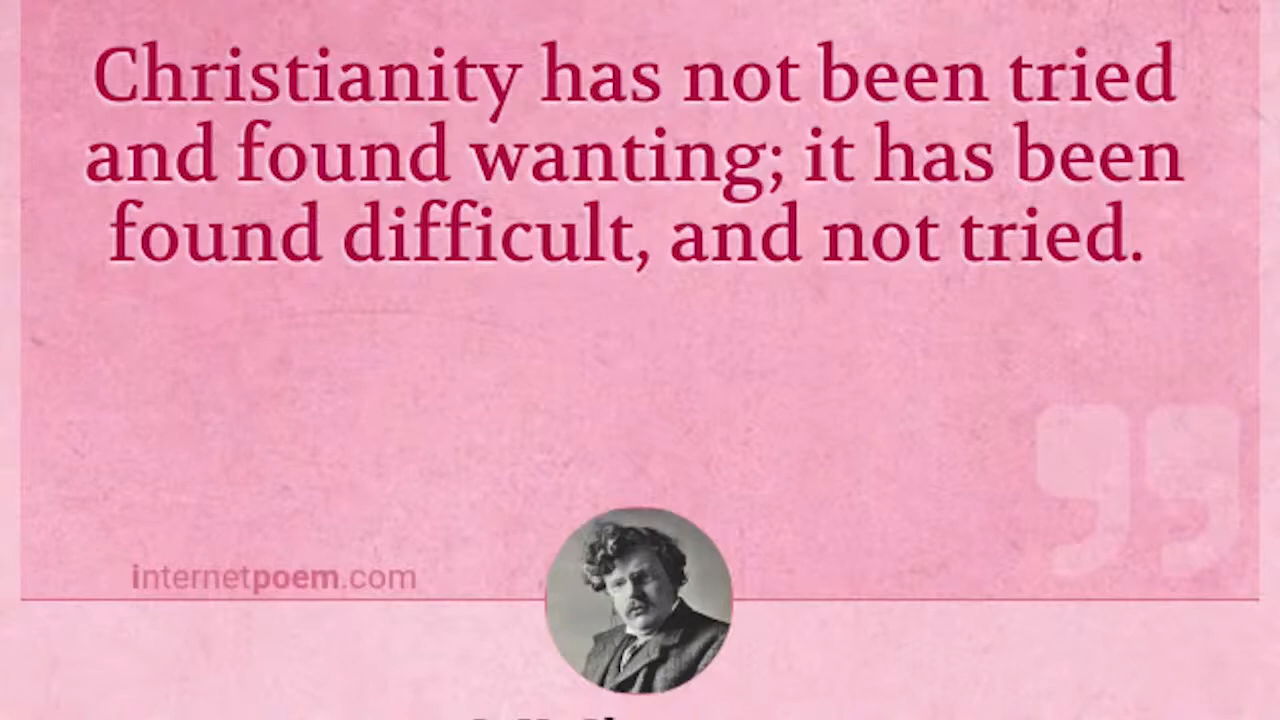 Christianity has not been tried
and found wanting; it has been
found difficult, and not tried.
internetpoem.com